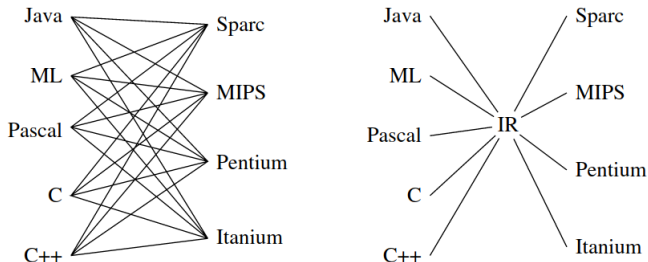 Java
ML
Pascal
C
C++
Sparc
MIPS
Pentium
Itanium
Java
ML
Pascal
C
C++
IR
Sparc
MIPS
Pentium
Itanium